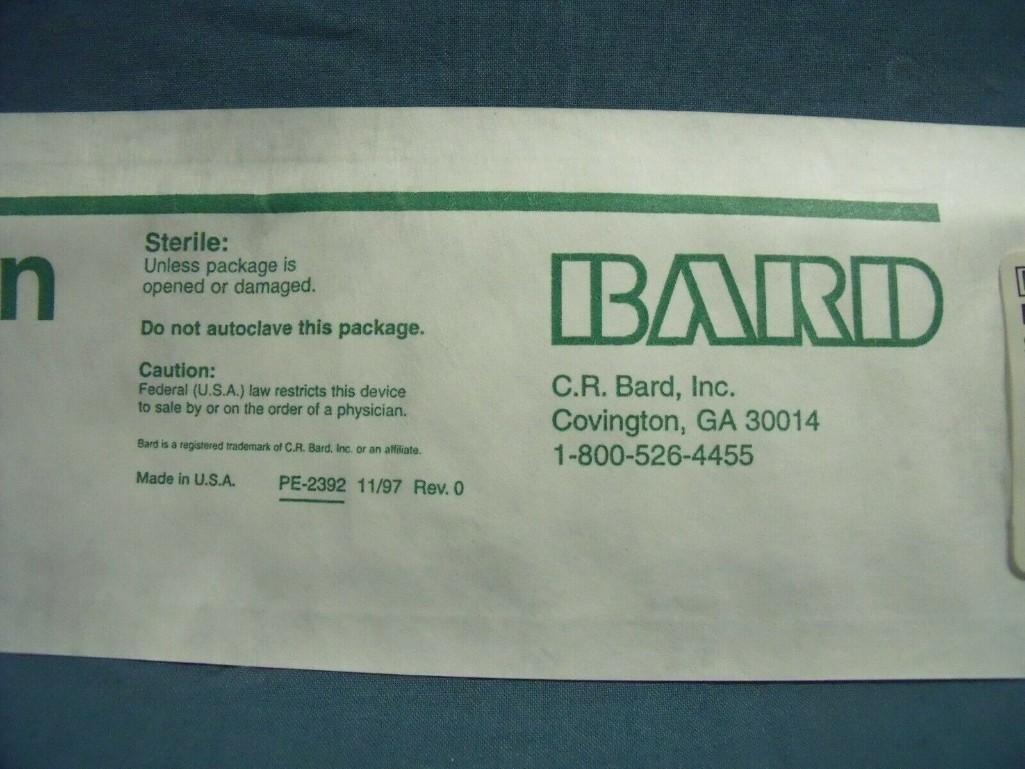 n
Sterile:
Unless package is
opened or damaged.
Do not autoclave this package.
Caution:
Federal (U.S.A.) law restricts this device
to sale by or on the order of a physician.
Bard is a registered trademark of C.R. Bard, Inc. or an affiliate.
Made in U.S.A. PE-2392 11/97 Rev. 0
BARD
C.R. Bard, Inc.
Covington, GA 30014
1-800-526-4455